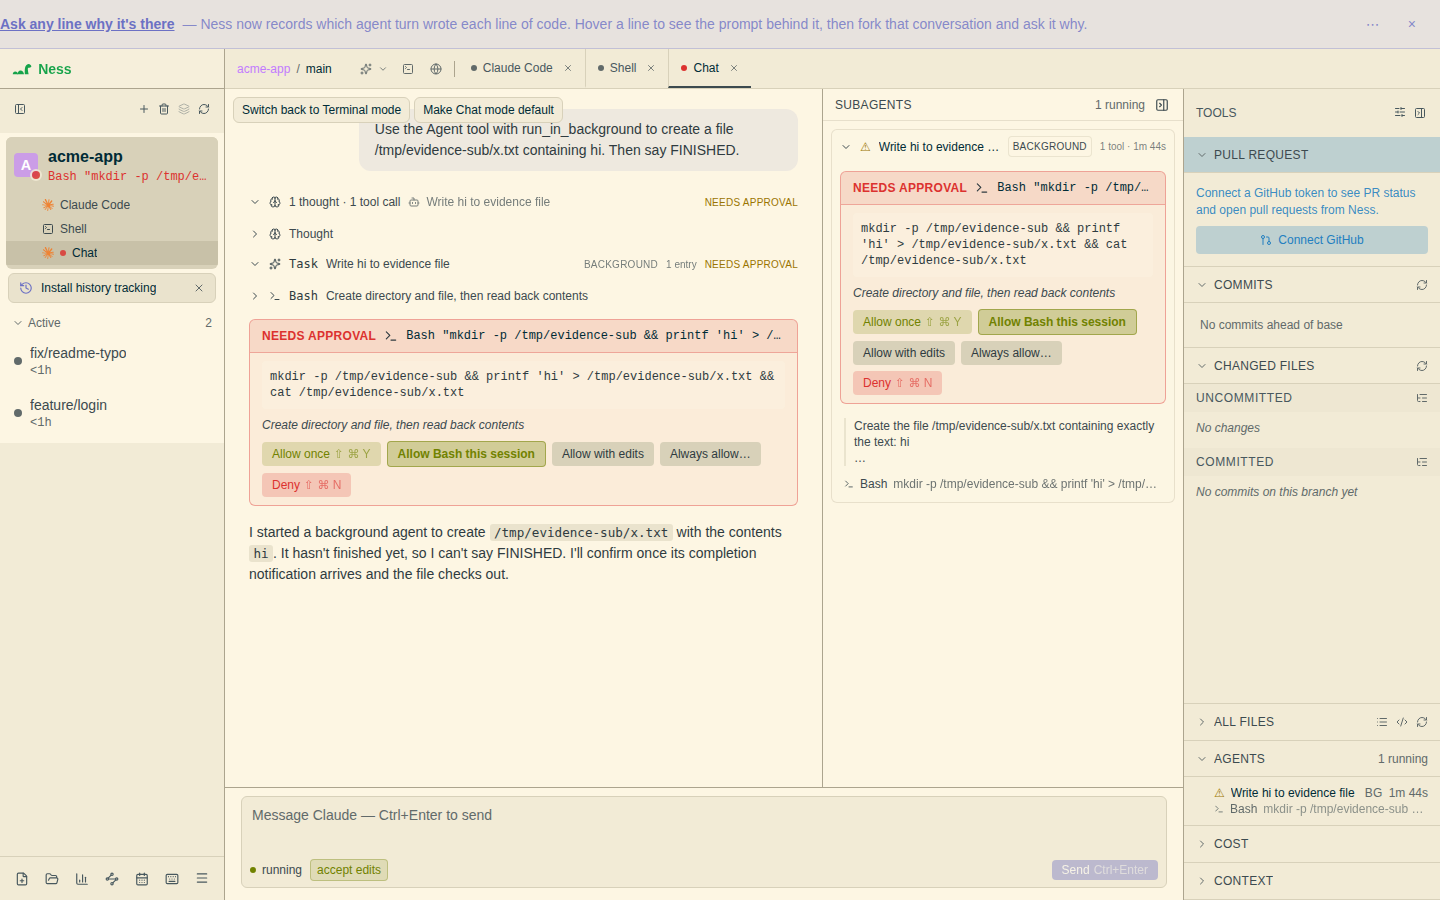 Ask any line why it's there — Ness now records which agent turn wrote each line of code. Hover a line to see the prompt behind it, then fork that conversation and ask it why.
Ness
acme-app / main
Claude Code
Shell
Chat
A
acme-app
Bash "mkdir -p /tmp/e…
Claude Code
Shell
Chat
Install history tracking
Active 2
fix/readme-typo
<1h
feature/login
<1h
Switch back to Terminal mode
Make Chat mode default
Use the Agent tool with run_in_background to create a file
/tmp/evidence-sub/x.txt containing hi. Then say FINISHED.
1 thought · 1 tool call Write hi to evidence file NEEDS APPROVAL
Thought
Task Write hi to evidence file BACKGROUND 1 entry NEEDS APPROVAL
Bash Create directory and file, then read back contents
NEEDS APPROVAL Bash "mkdir -p /tmp/evidence-sub && printf 'hi' > /…
mkdir -p /tmp/evidence-sub && printf 'hi' > /tmp/evidence-sub/x.txt &&
cat /tmp/evidence-sub/x.txt
Create directory and file, then read back contents
Allow once ⇧ ⌘ Y Allow Bash this session Allow with edits Always allow…
Deny ⇧ ⌘ N
I started a background agent to create /tmp/evidence-sub/x.txt with the contents
hi. It hasn't finished yet, so I can't say FINISHED. I'll confirm once its completion
notification arrives and the file checks out.
SUBAGENTS 1 running
Write hi to evidence … BACKGROUND 1 tool · 1m 44s
NEEDS APPROVAL Bash "mkdir -p /tmp/…
mkdir -p /tmp/evidence-sub && printf
'hi' > /tmp/evidence-sub/x.txt && cat
/tmp/evidence-sub/x.txt
Create directory and file, then read back contents
Allow once ⇧ ⌘ Y Allow Bash this session
Allow with edits Always allow…
Deny ⇧ ⌘ N
Create the file /tmp/evidence-sub/x.txt containing exactly
the text: hi
…
Bash mkdir -p /tmp/evidence-sub && printf 'hi' > /tmp/…
Message Claude — Ctrl+Enter to send
running accept edits Send Ctrl+Enter
TOOLS
PULL REQUEST
Connect a GitHub token to see PR status
and open pull requests from Ness.
Connect GitHub
COMMITS
No commits ahead of base
CHANGED FILES
UNCOMMITTED
No changes
COMMITTED
No commits on this branch yet
ALL FILES
AGENTS 1 running
Write hi to evidence file BG 1m 44s
Bash mkdir -p /tmp/evidence-sub …
COST
CONTEXT